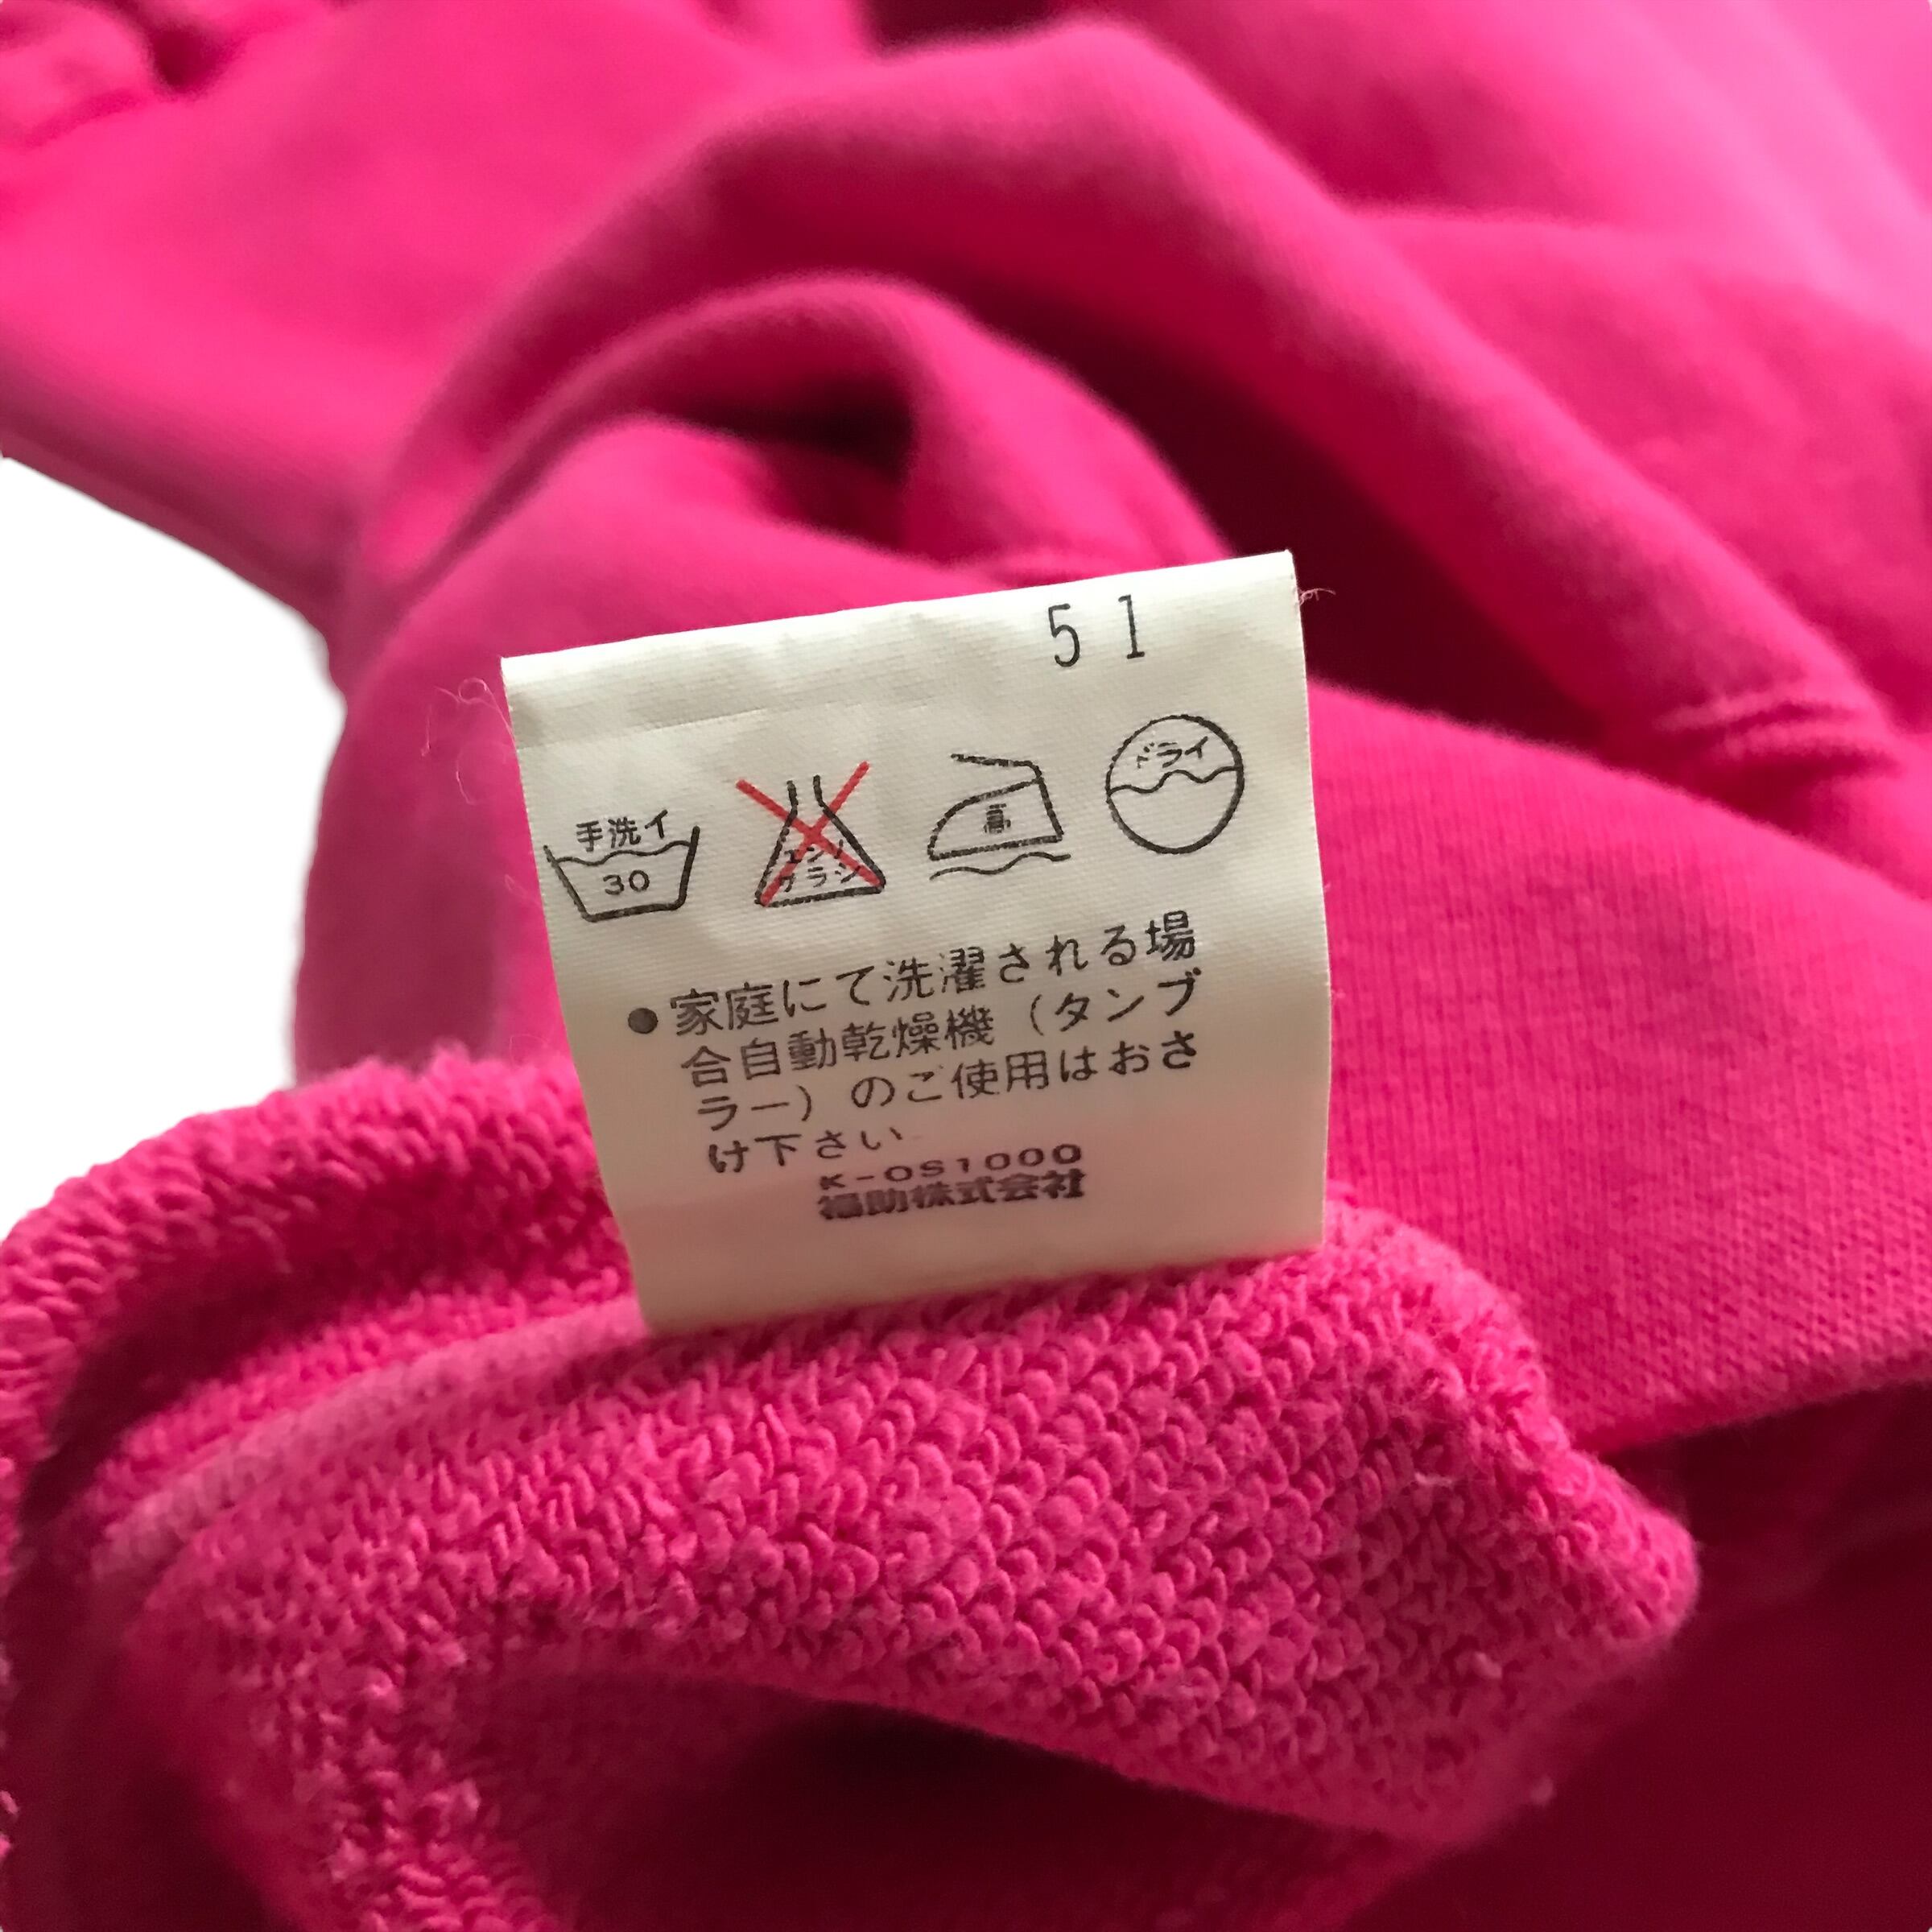 51
手洗イ
30
エンソ
サラシ
高
ドライ
●家庭にて洗濯される場
合自動乾燥機（タンブ
ラー）のご使用はおさ
け下さい
K-OS1000
福助株式会社